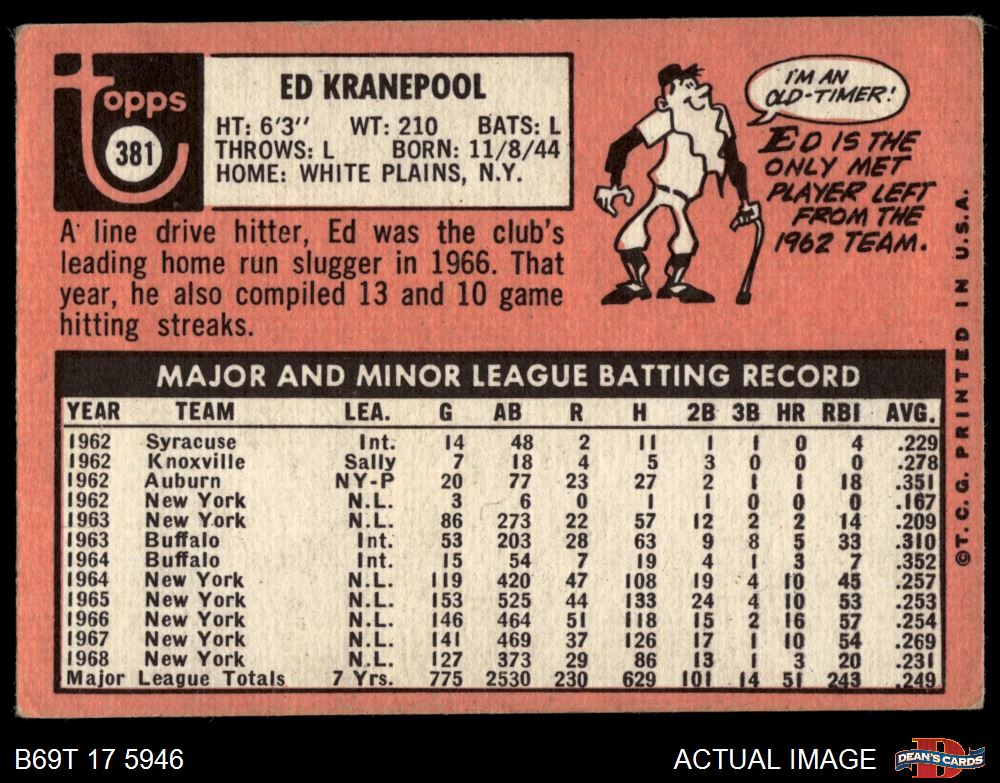 Topps
381
ED KRANEPOOL
HT: 6'3" WT: 210 BATS: L
THROWS: L BORN: 11/8/44
HOME: WHITE PLAINS, N.Y.
A line drive hitter, Ed was the club's
leading home run slugger in 1966. That
year, he also compiled 13 and 10 game
hitting streaks.
I'M AN
OLD-TIMER!
ED IS THE
ONLY MET
PLAYER LEFT
FROM THE
1962 TEAM.
MAJOR AND MINOR LEAGUE BATTING RECORD
YEAR TEAM LEA. G AB R H 2B 3B HR RBI AVG.
1962 Syracuse Int. 14 48 2 11 1 1 0 4 .229
1962 Knoxville Sally 7 18 4 5 3 0 0 0 .278
1962 Auburn NY-P 20 77 23 27 2 1 1 18 .351
1962 New York N.L. 3 6 0 1 1 0 0 0 .167
1963 New York N.L. 86 273 22 57 12 2 2 14 .209
1963 Buffalo Int. 53 203 28 63 9 8 5 33 .310
1964 Buffalo Int. 15 54 7 19 4 1 3 7 .352
1964 New York N.L. 119 420 47 108 19 4 10 45 .257
1965 New York N.L. 153 525 44 133 24 4 10 53 .253
1966 New York N.L. 146 464 51 118 15 2 16 57 .254
1967 New York N.L. 141 469 37 126 17 1 10 54 .269
1968 New York N.L. 127 373 29 86 13 1 3 20 .231
Major League Totals 7 Yrs. 775 2530 230 629 101 14 51 243 .249
©T.C.G. PRINTED IN U.S.A.
B69T 17 5946
ACTUAL IMAGE
D
DEAN'S CARDS